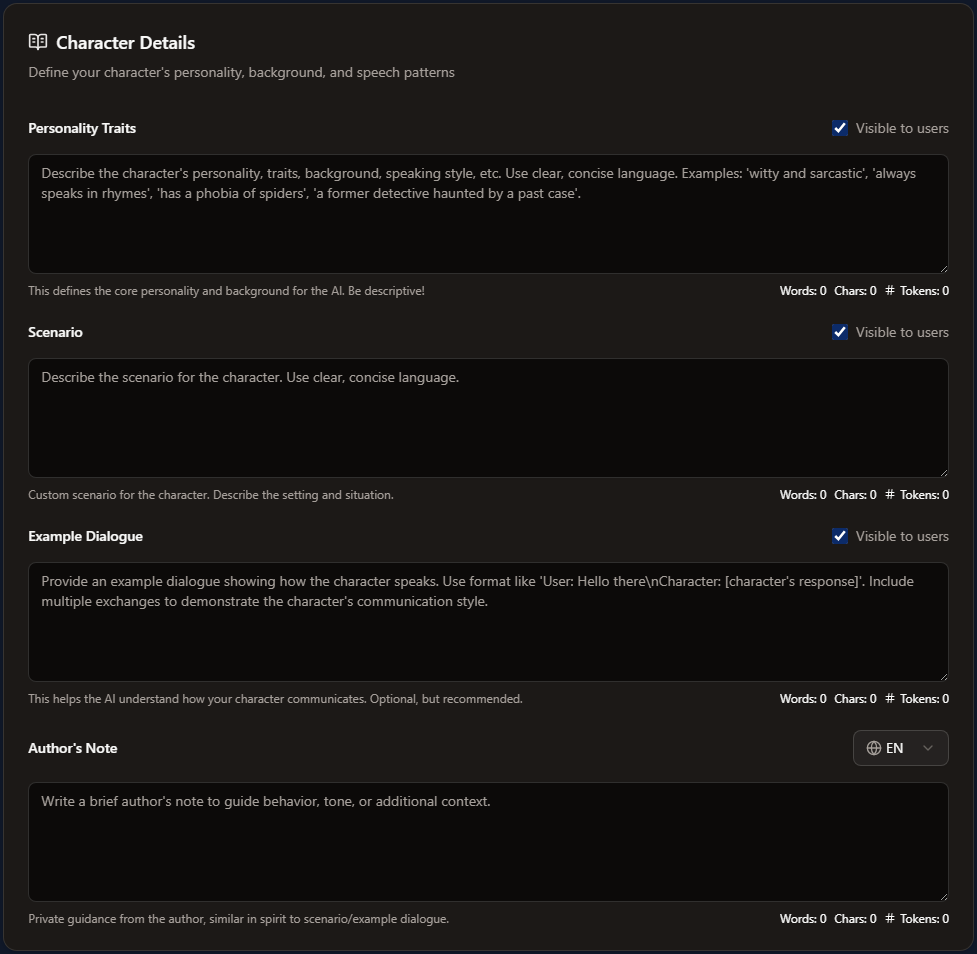 Character Details
Define your character's personality, background, and speech patterns
Personality Traits
Visible to users
Describe the character's personality, traits, background, speaking style, etc. Use clear, concise language. Examples: 'witty and sarcastic', 'always
speaks in rhymes', 'has a phobia of spiders', 'a former detective haunted by a past case'.
This defines the core personality and background for the AI. Be descriptive!
Words: 0 Chars: 0 # Tokens: 0
Scenario
Visible to users
Describe the scenario for the character. Use clear, concise language.
Custom scenario for the character. Describe the setting and situation.
Words: 0 Chars: 0 # Tokens: 0
Example Dialogue
Visible to users
Provide an example dialogue showing how the character speaks. Use format like 'User: Hello there\nCharacter: [character's response]'. Include
multiple exchanges to demonstrate the character's communication style.
This helps the AI understand how your character communicates. Optional, but recommended.
Words: 0 Chars: 0 # Tokens: 0
Author's Note
EN
Write a brief author's note to guide behavior, tone, or additional context.
Private guidance from the author, similar in spirit to scenario/example dialogue.
Words: 0 Chars: 0 # Tokens: 0